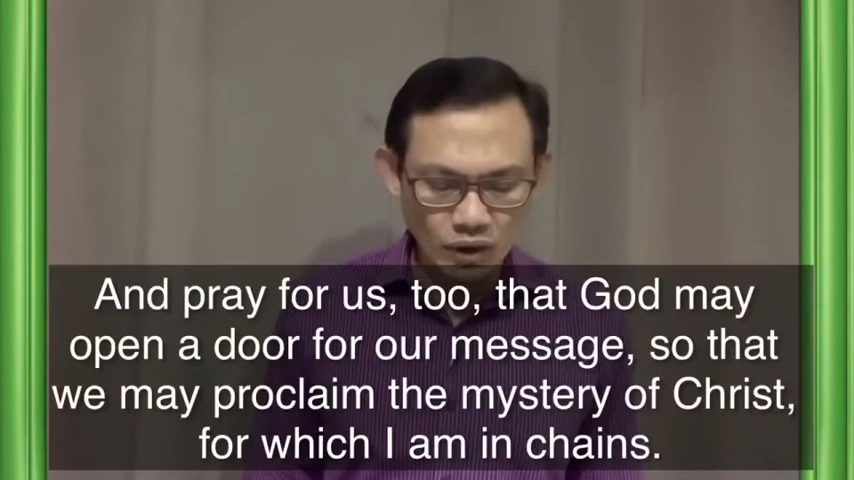 And pray for us, too, that God may
open a door for our message, so that
we may proclaim the mystery of Christ,
for which I am in chains.